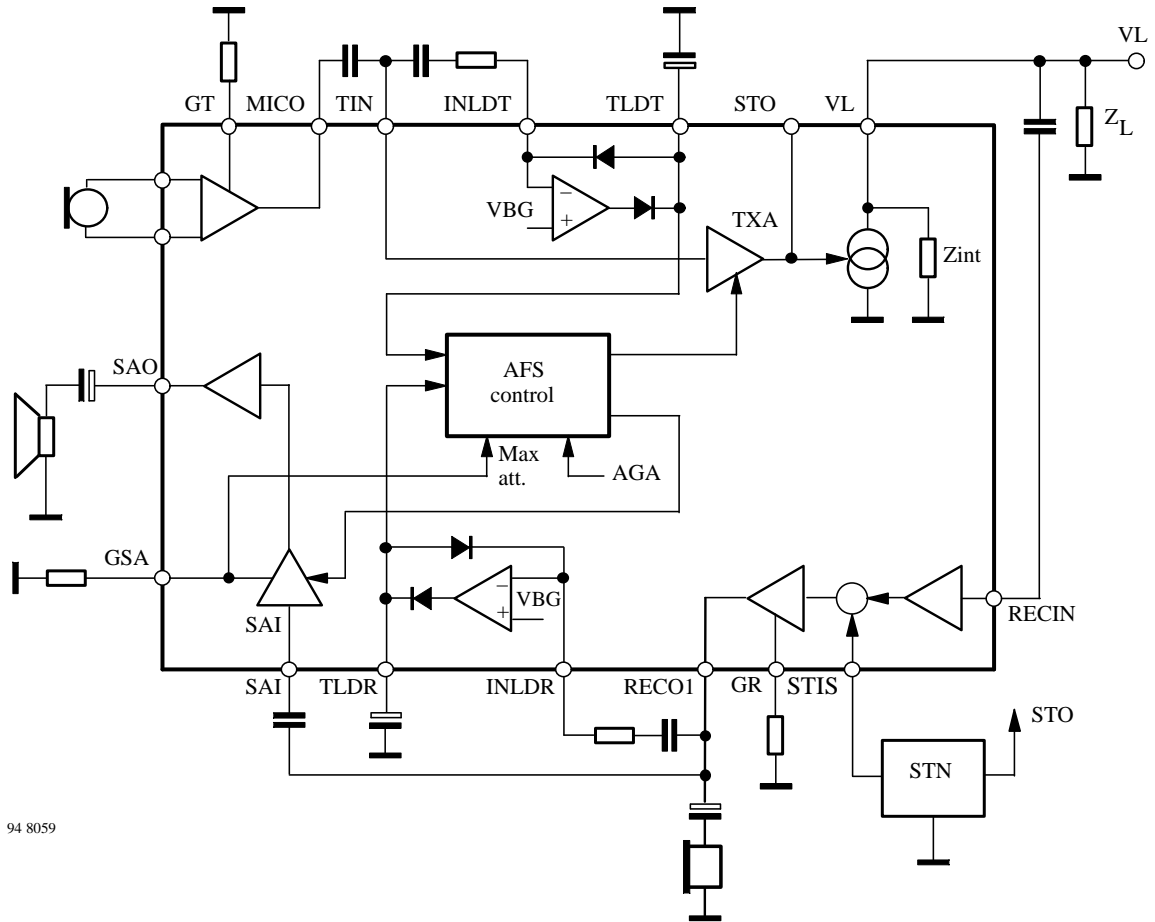 VL
GT MICO TIN INLDT TLDT STO VL
Z_L
VBG
−
+
TXA
Zint
SAO
AFS
control
Max
att.
AGA
GSA
−
VBG
+
SAI
RECIN
SAI TLDR INLDR RECO1 GR STIS
STO
STN
94 8059